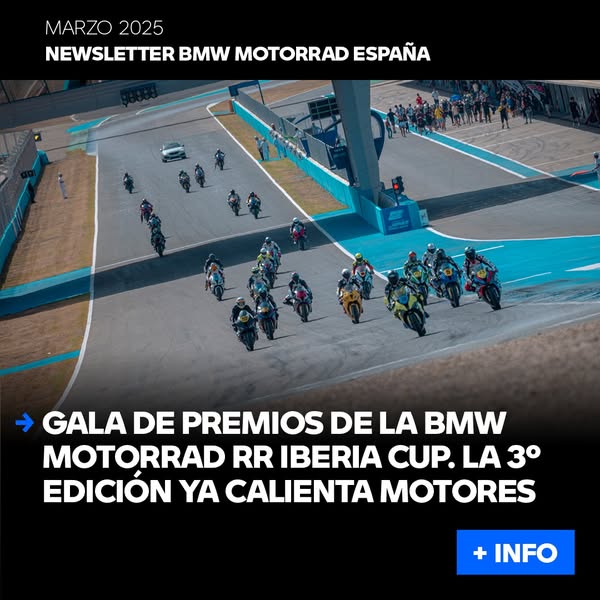 MARZO 2025
NEWSLETTER BMW MOTORRAD ESPAÑA
GALA DE PREMIOS DE LA BMW
MOTORRAD RR IBERIA CUP. LA 3º
EDICIÓN YA CALIENTA MOTORES
+ INFO